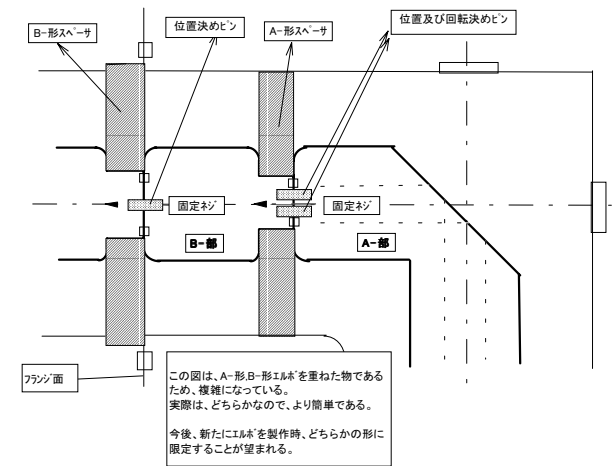 B-形スペーサ
位置決めピン
A-形スペーサ
位置及び回転決めピン
固定ネジ
固定ネジ
B-部
A-部
フランジ面
この図は、A-形,B-形エルボを重ねた物である
ため、複雑になっている。
実際は、どちらかなので、より簡単である。
今後、新たにエルボを製作時、どちらかの形に
限定することが望まれる。